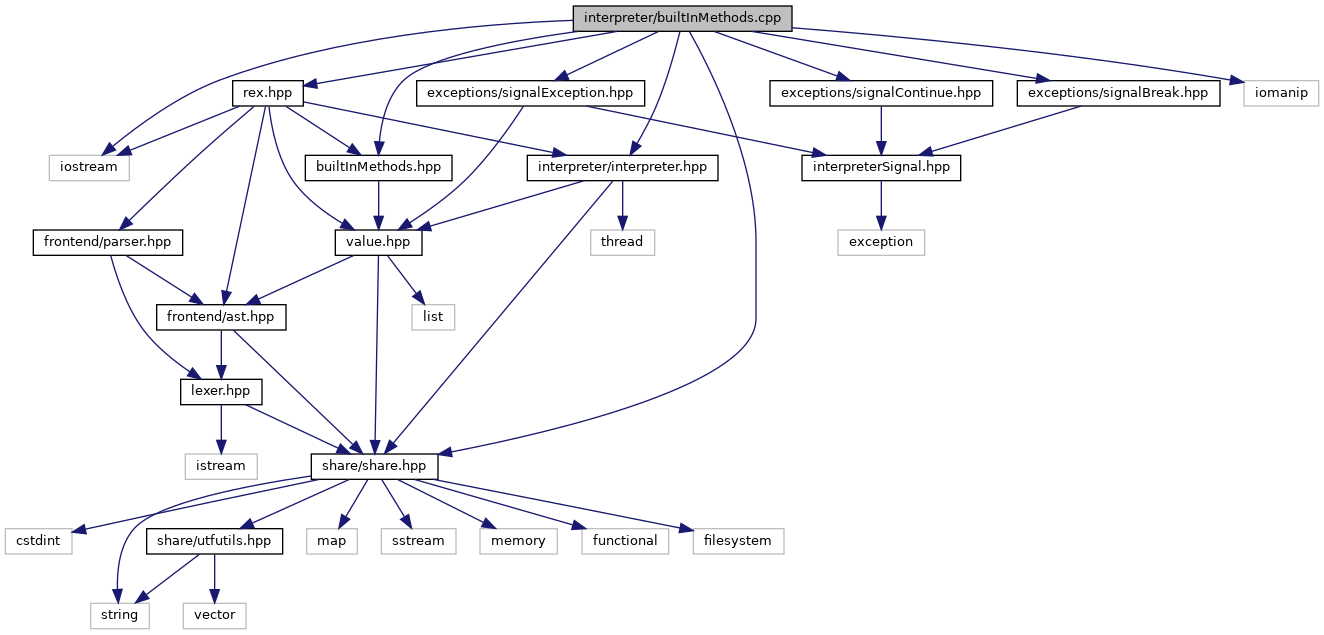 interpreter/builtInMethods.cpp
rex.hpp
exceptions/signalException.hpp
exceptions/signalContinue.hpp
exceptions/signalBreak.hpp
iomanip
iostream
builtInMethods.hpp
interpreter/interpreter.hpp
interpreterSignal.hpp
frontend/parser.hpp
value.hpp
thread
exception
frontend/ast.hpp
list
lexer.hpp
istream
share/share.hpp
cstdint
share/utfutils.hpp
map
sstream
memory
functional
filesystem
string
vector